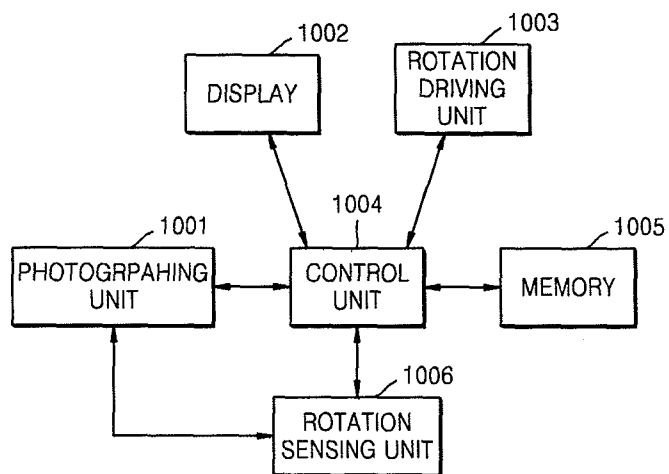 1002
DISPLAY
1003
ROTATION
DRIVING
UNIT
1001
PHOTOGRPAHING
UNIT
1004
CONTROL
UNIT
1005
MEMORY
1006
ROTATION
SENSING UNIT